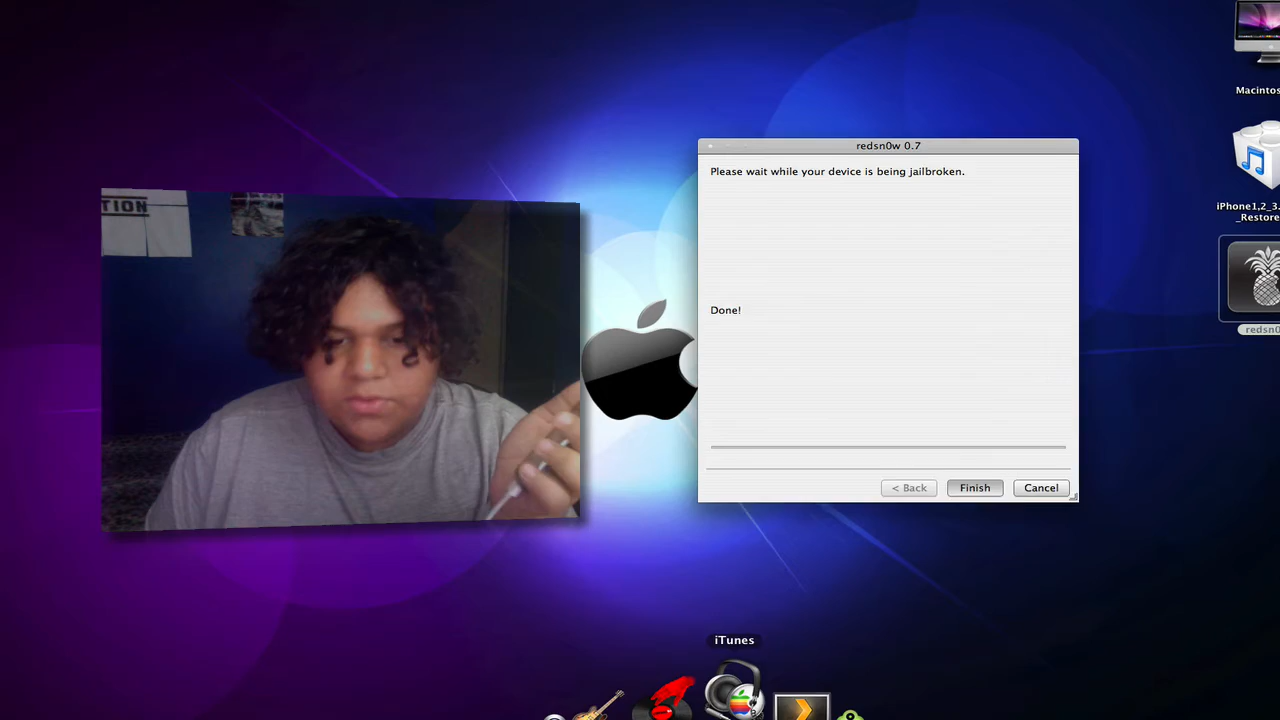 redsn0w 0.7
Please wait while your device is being jailbroken.
Done!
< Back
Finish
Cancel
Macintos
iPhone1,2_3.
_Restore
redsn0
TION
iTunes